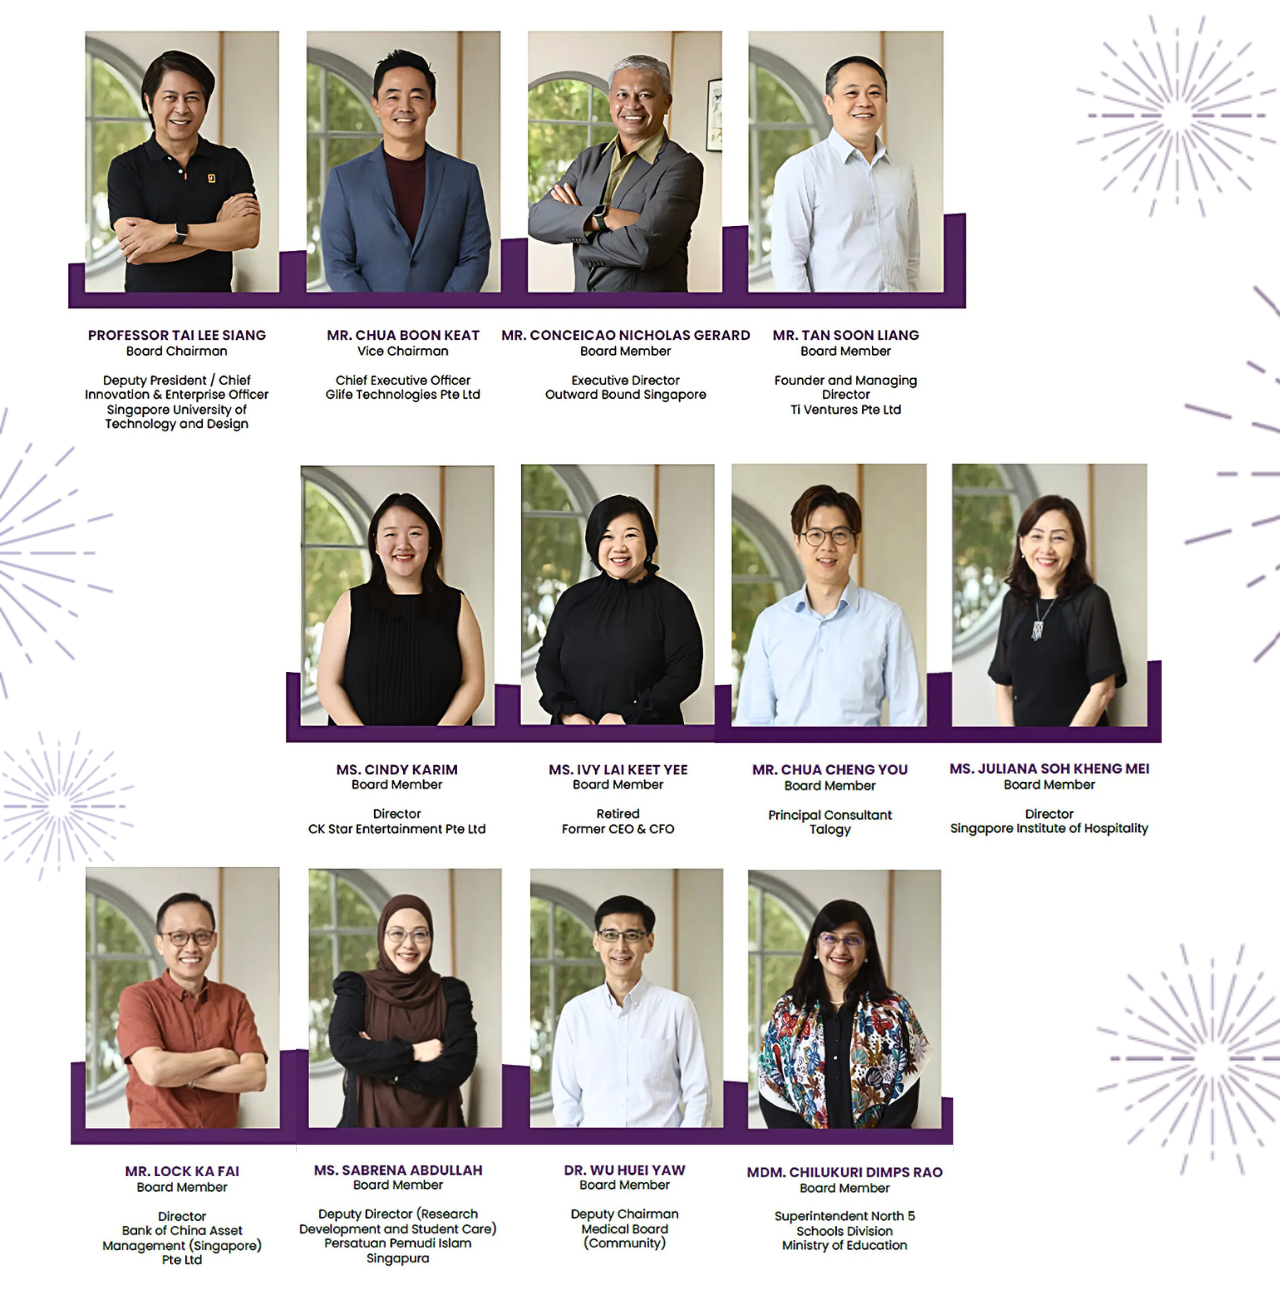 PROFESSOR TAI LEE SIANG
Board Chairman
Deputy President / Chief
Innovation & Enterprise Officer
Singapore University of
Technology and Design
MR. CHUA BOON KEAT
Vice Chairman
Chief Executive Officer
Glife Technologies Pte Ltd
MR. CONCEICAO NICHOLAS GERARD
Board Member
Executive Director
Outward Bound Singapore
MR. TAN SOON LIANG
Board Member
Founder and Managing
Director
Ti Ventures Pte Ltd
MS. CINDY KARIM
Board Member
Director
CK Star Entertainment Pte Ltd
MS. IVY LAI KEET YEE
Board Member
Retired
Former CEO & CFO
MR. CHUA CHENG YOU
Board Member
Principal Consultant
Talogy
MS. JULIANA SOH KHENG MEI
Board Member
Director
Singapore Institute of Hospitality
MR. LOCK KA FAI
Board Member
Director
Bank of China Asset
Management (Singapore)
Pte Ltd
MS. SABRENA ABDULLAH
Board Member
Deputy Director (Research
Development and Student Care)
Persatuan Pemudi Islam
Singapura
DR. WU HUEI YAW
Board Member
Deputy Chairman
Medical Board
(Community)
MDM. CHILUKURI DIMPS RAO
Board Member
Superintendent North 5
Schools Division
Ministry of Education